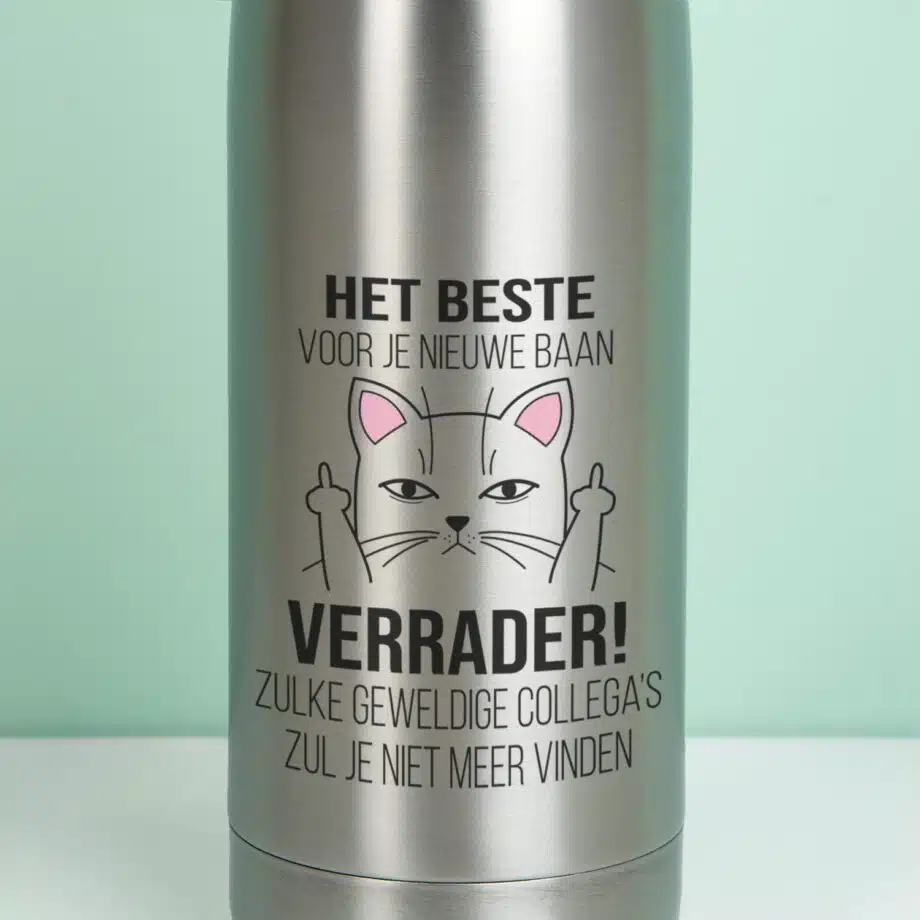 HET BESTE
VOOR JE NIEUWE BAAN
VERRADER!
ZULKE GEWELDIGE COLLEGA'S
ZUL JE NIET MEER VINDEN